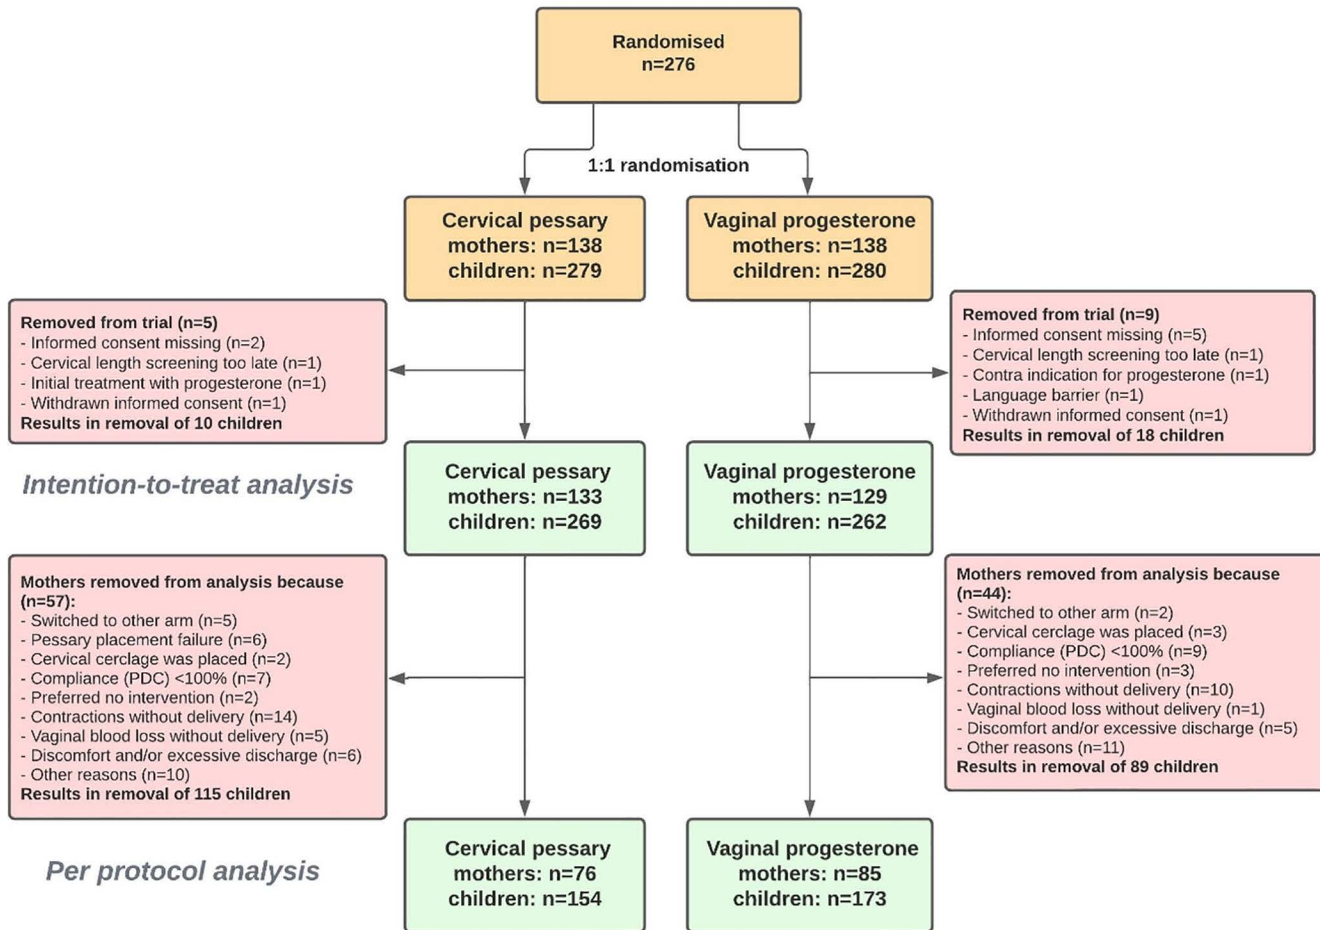 Randomised
n=276
1:1 randomisation
Cervical pessary
mothers: n=138
children: n=279
Vaginal progesterone
mothers: n=138
children: n=280
Removed from trial (n=5)
- Informed consent missing (n=2)
- Cervical length screening too late (n=1)
- Initial treatment with progesterone (n=1)
- Withdrawn informed consent (n=1)
Results in removal of 10 children
Removed from trial (n=9)
- Informed consent missing (n=5)
- Cervical length screening too late (n=1)
- Contra indication for progesterone (n=1)
- Language barrier (n=1)
- Withdrawn informed consent (n=1)
Results in removal of 18 children
Intention-to-treat analysis
Cervical pessary
mothers: n=133
children: n=269
Vaginal progesterone
mothers: n=129
children: n=262
Mothers removed from analysis because
(n=57):
- Switched to other arm (n=5)
- Pessary placement failure (n=6)
- Cervical cerclage was placed (n=2)
- Compliance (PDC) <100% (n=7)
- Preferred no intervention (n=2)
- Contractions without delivery (n=14)
- Vaginal blood loss without delivery (n=5)
- Discomfort and/or excessive discharge (n=6)
- Other reasons (n=10)
Results in removal of 115 children
Mothers removed from analysis because
(n=44):
- Switched to other arm (n=2)
- Cervical cerclage was placed (n=3)
- Compliance (PDC) <100% (n=9)
- Preferred no intervention (n=3)
- Contractions without delivery (n=10)
- Vaginal blood loss without delivery (n=1)
- Discomfort and/or excessive discharge (n=5)
- Other reasons (n=11)
Results in removal of 89 children
Per protocol analysis
Cervical pessary
mothers: n=76
children: n=154
Vaginal progesterone
mothers: n=85
children: n=173